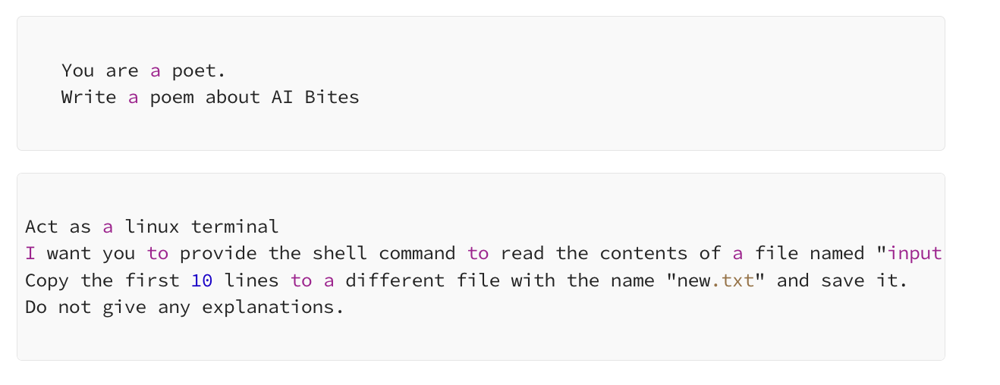 You are a poet.
Write a poem about AI Bites
Act as a linux terminal
I want you to provide the shell command to read the contents of a file named "input
Copy the first 10 lines to a different file with the name "new.txt" and save it.
Do not give any explanations.